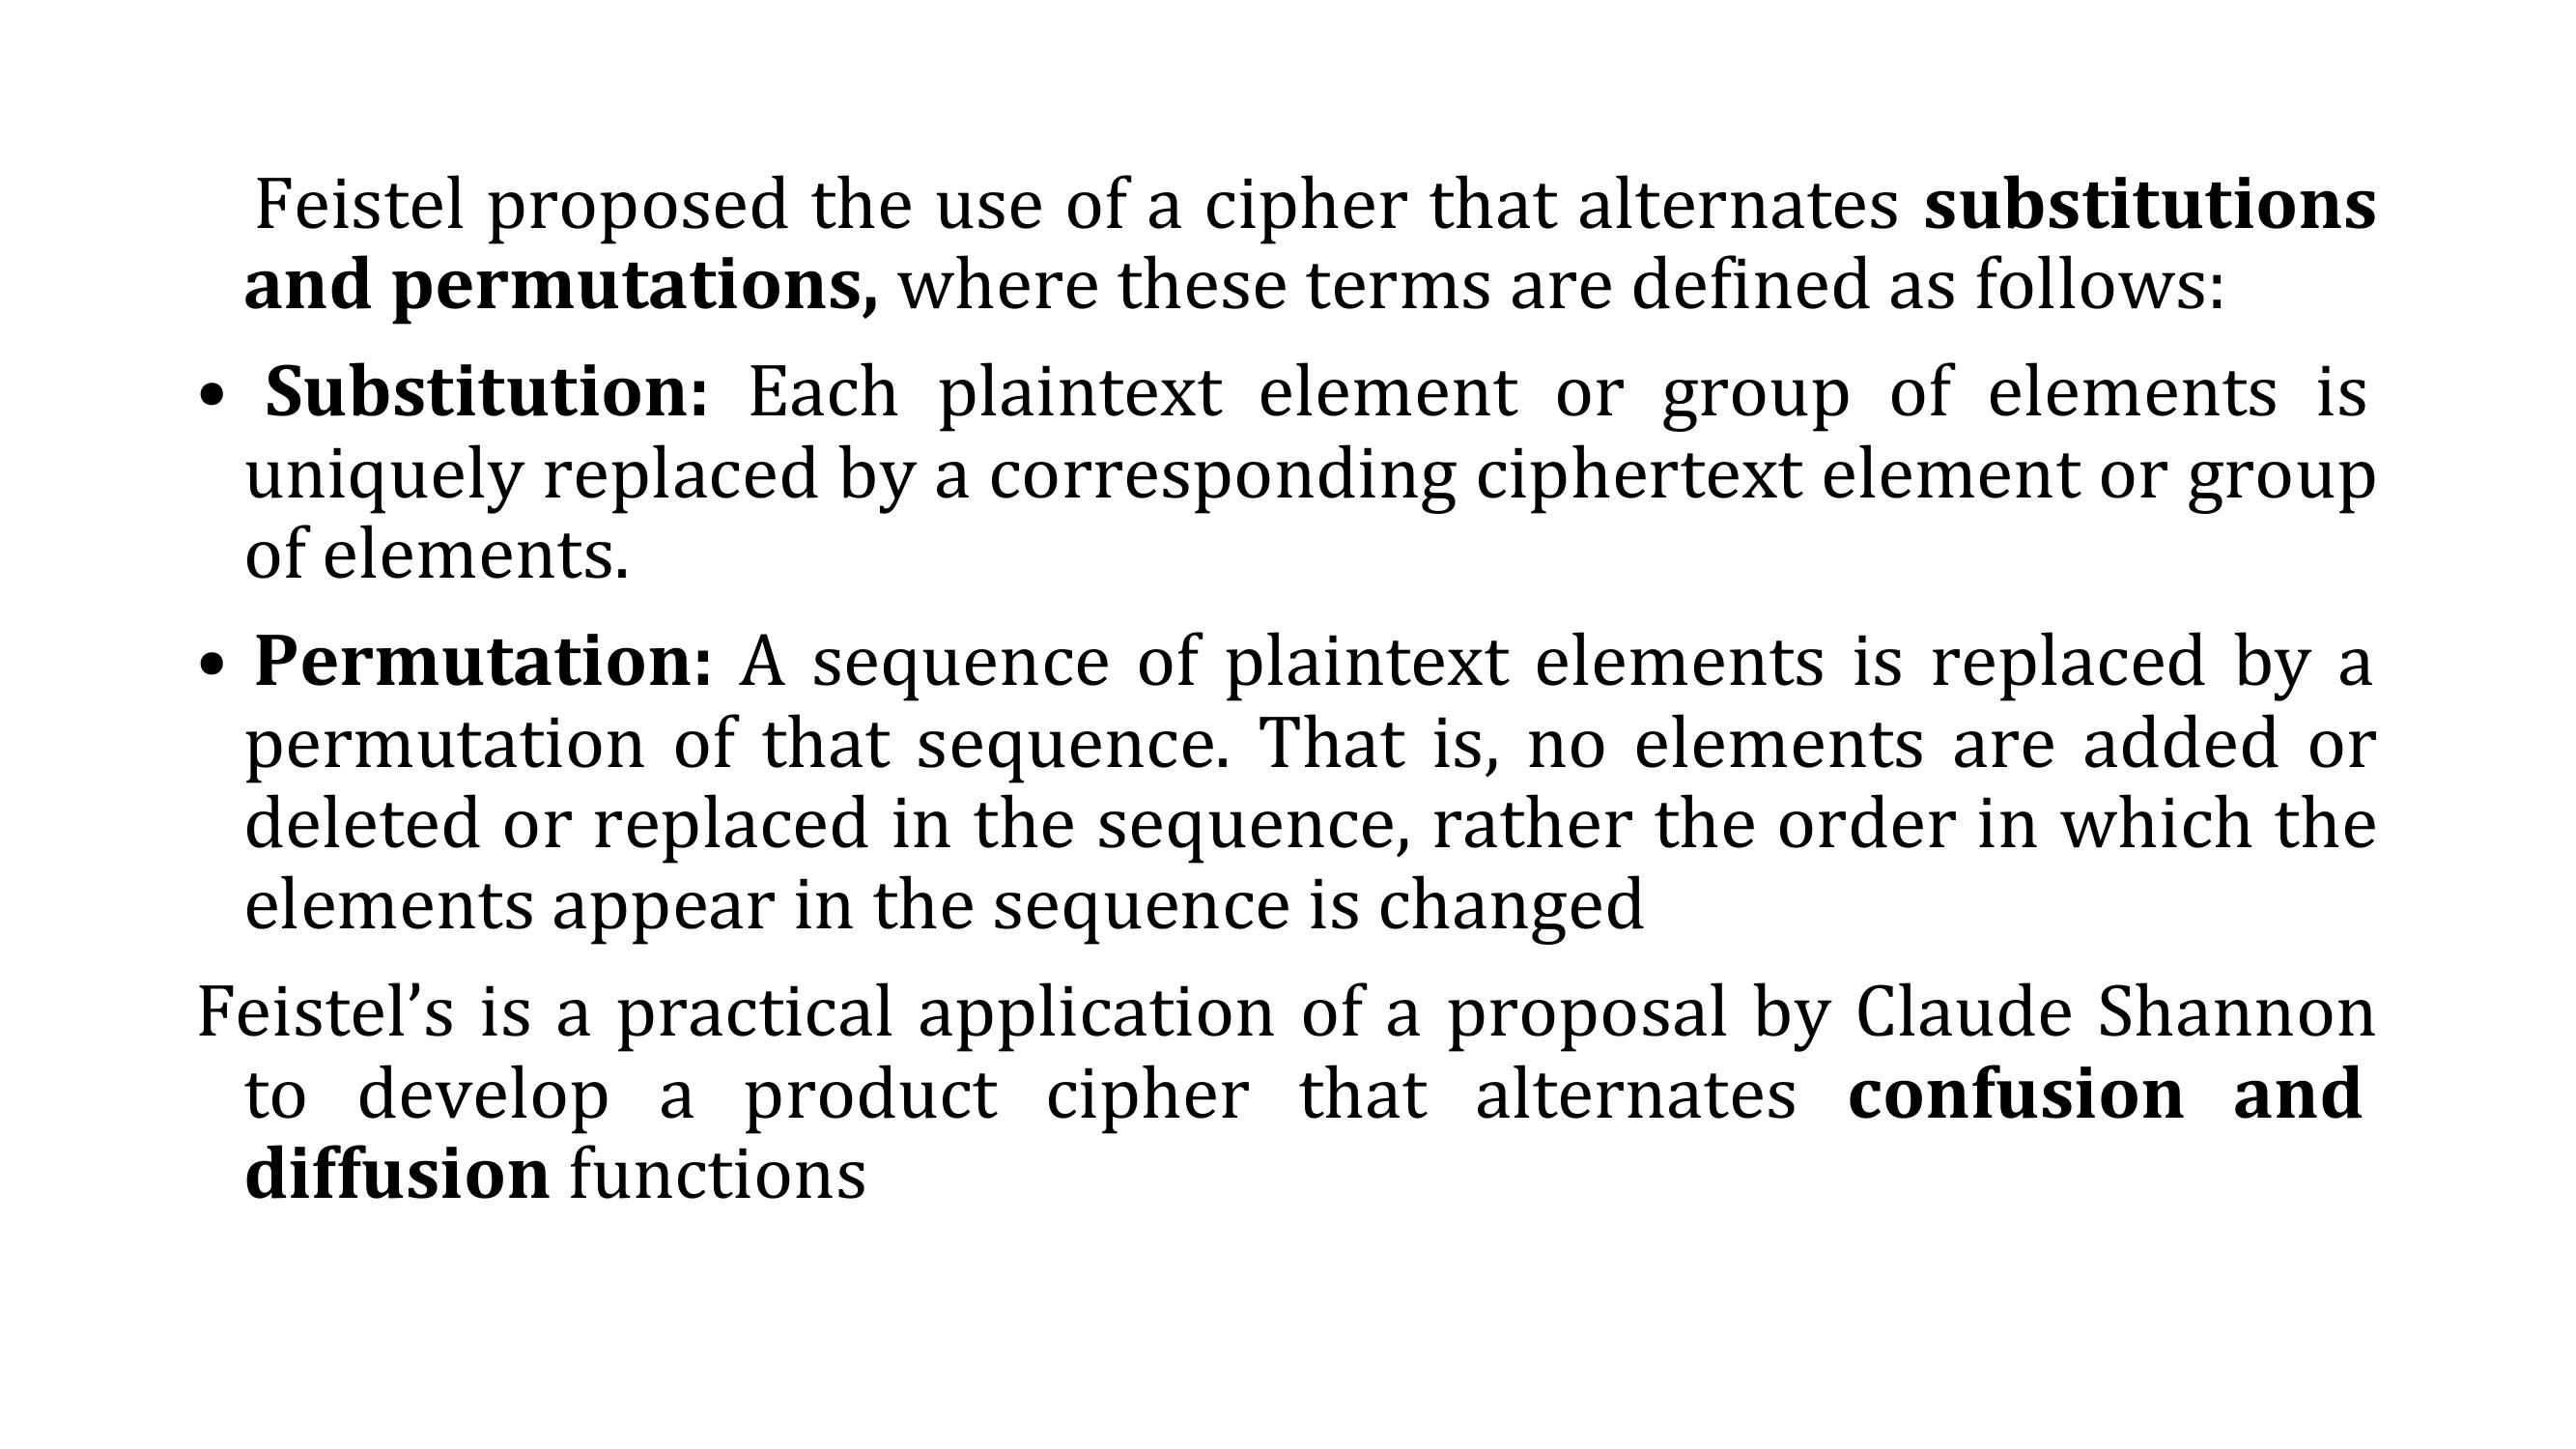 Feistel proposed the use of a cipher that alternates substitutions
and permutations, where these terms are defined as follows:
• Substitution: Each plaintext element or group of elements is
uniquely replaced by a corresponding ciphertext element or group
of elements.
• Permutation: A sequence of plaintext elements is replaced by a
permutation of that sequence. That is, no elements are added or
deleted or replaced in the sequence, rather the order in which the
elements appear in the sequence is changed
Feistel’s is a practical application of a proposal by Claude Shannon
to develop a product cipher that alternates confusion and
diffusion functions